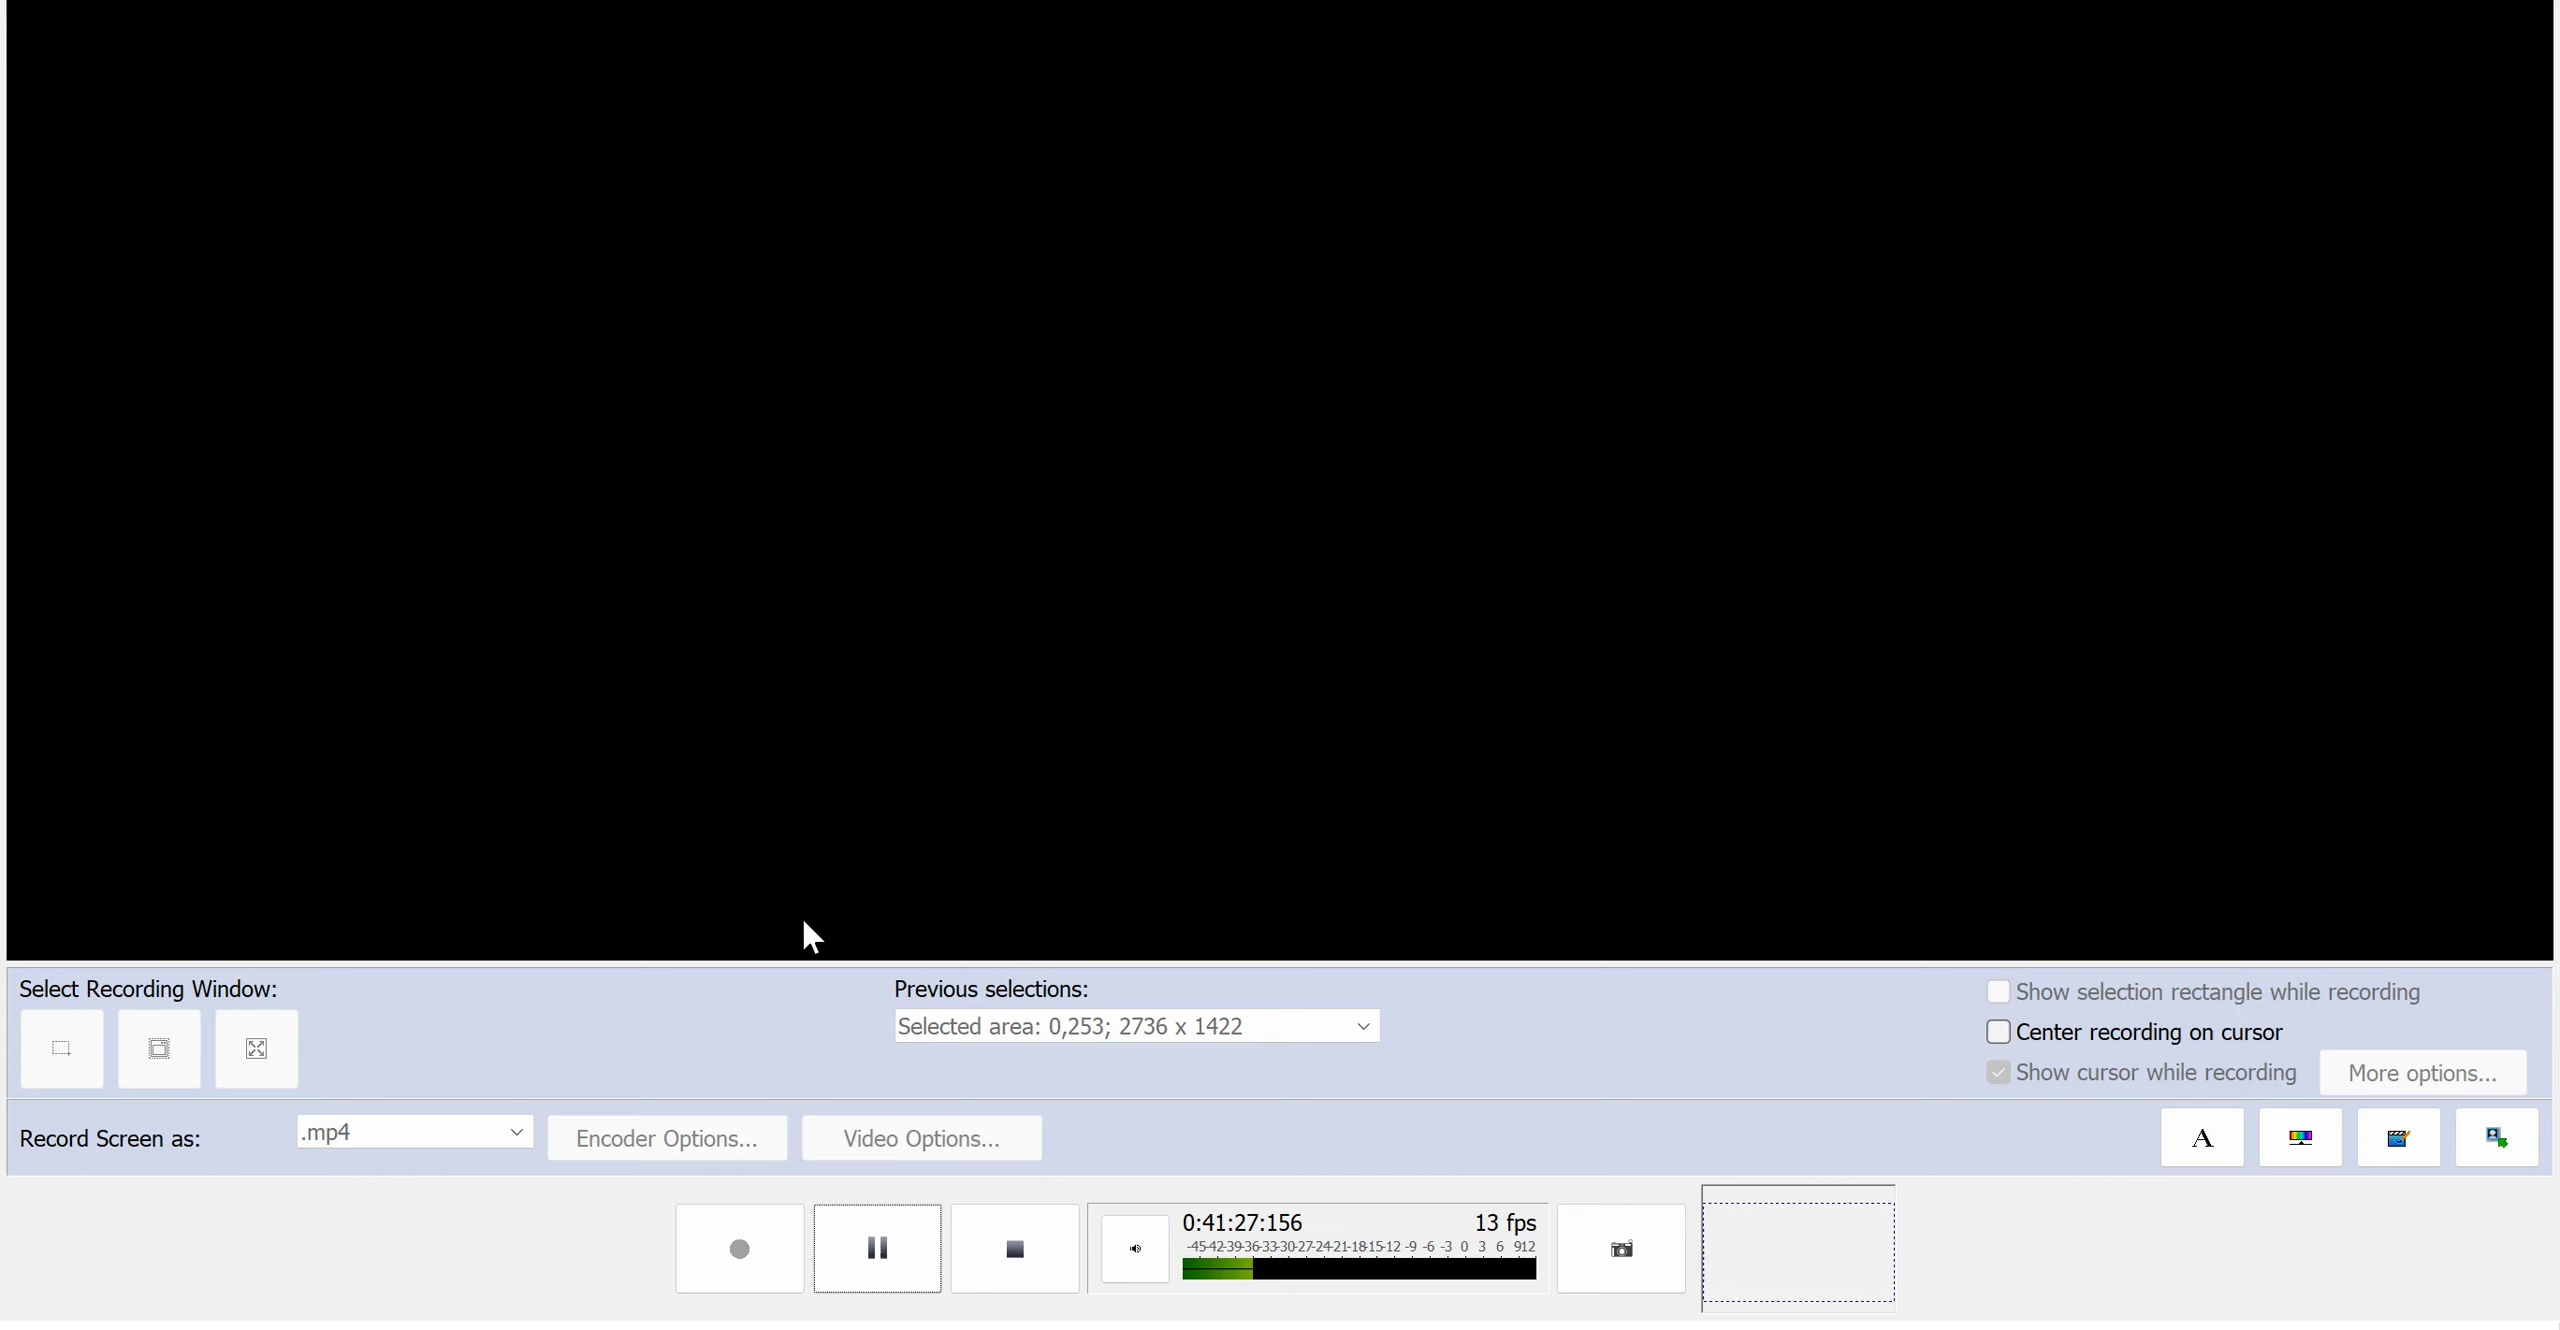 Select Recording Window:
Previous selections:
Selected area: 0,253; 2736 x 1422
Show selection rectangle while recording
Center recording on cursor
Show cursor while recording
More options...
Record Screen as:
.mp4
Encoder Options...
Video Options...
A
0:41:27:156
13 fps
-45-42-39-36-33-30-27-24-21-18-15-12 -9 -6 -3 0 3 6 912